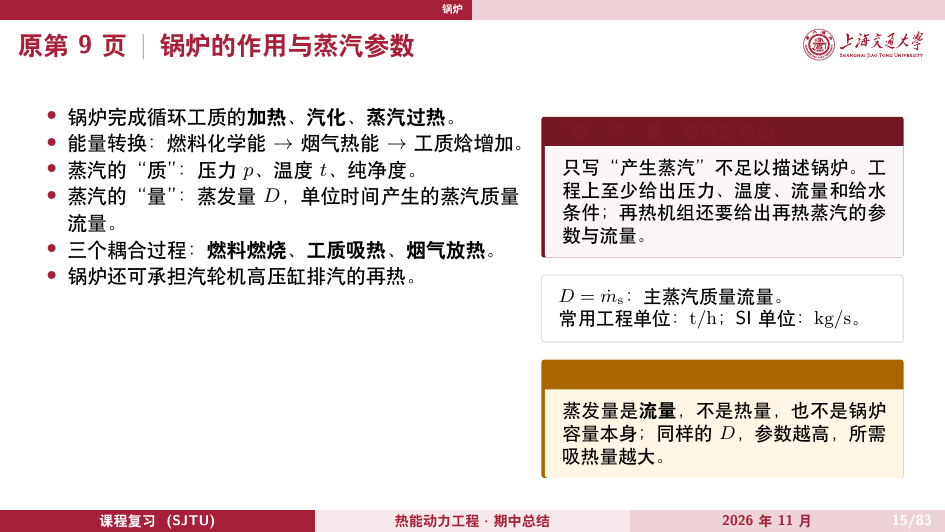 锅炉
原第 9 页 | 锅炉的作用与蒸汽参数
上海交通大学
SHANGHAI JIAO TONG UNIVERSITY
• 锅炉完成循环工质的加热、汽化、蒸汽过热。
• 能量转换：燃料化学能 → 烟气热能 → 工质焓增加。
• 蒸汽的“质”：压力 p、温度 t、纯净度。
• 蒸汽的“量”：蒸发量 D，单位时间产生的蒸汽质量
流量。
• 三个耦合过程：燃料燃烧、工质吸热、烟气放热。
• 锅炉还可承担汽轮机高压缸排汽的再热。
只写“产生蒸汽”不足以描述锅炉。工
程上至少给出压力、温度、流量和给水
条件；再热机组还要给出再热蒸汽的参
数与流量。
D = ṁs：主蒸汽质量流量。
常用工程单位：t/h；SI 单位：kg/s。
蒸发量是流量，不是热量，也不是锅炉
容量本身；同样的 D，参数越高，所需
吸热量越大。
课程复习 (SJTU)
热能动力工程 · 期中总结
2026 年 11 月
15/83